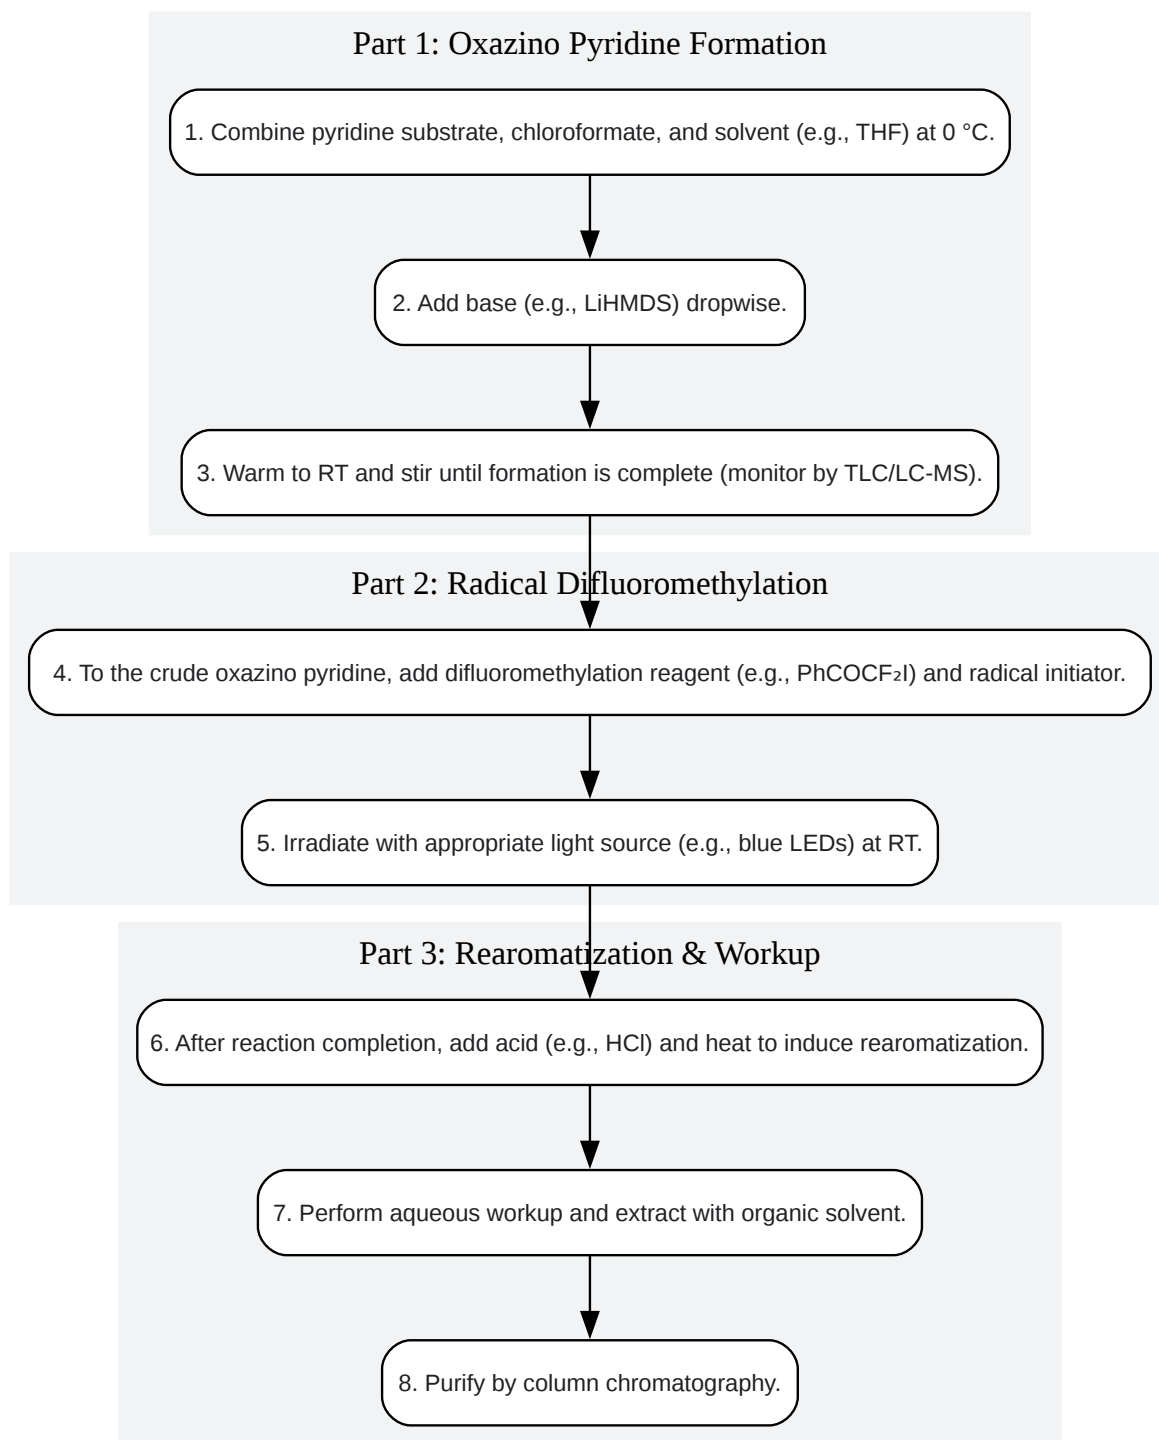 Part 1: Oxazino Pyridine Formation
1. Combine pyridine substrate, chloroformate, and solvent (e.g., THF) at 0 °C.
2. Add base (e.g., LiHMDS) dropwise.
3. Warm to RT and stir until formation is complete (monitor by TLC/LC-MS).
Part 2: Radical Difluoromethylation
4. To the crude oxazino pyridine, add difluoromethylation reagent (e.g., PhCOCF₂I) and radical initiator.
5. Irradiate with appropriate light source (e.g., blue LEDs) at RT.
Part 3: Rearomatization & Workup
6. After reaction completion, add acid (e.g., HCl) and heat to induce rearomatization.
7. Perform aqueous workup and extract with organic solvent.
8. Purify by column chromatography.